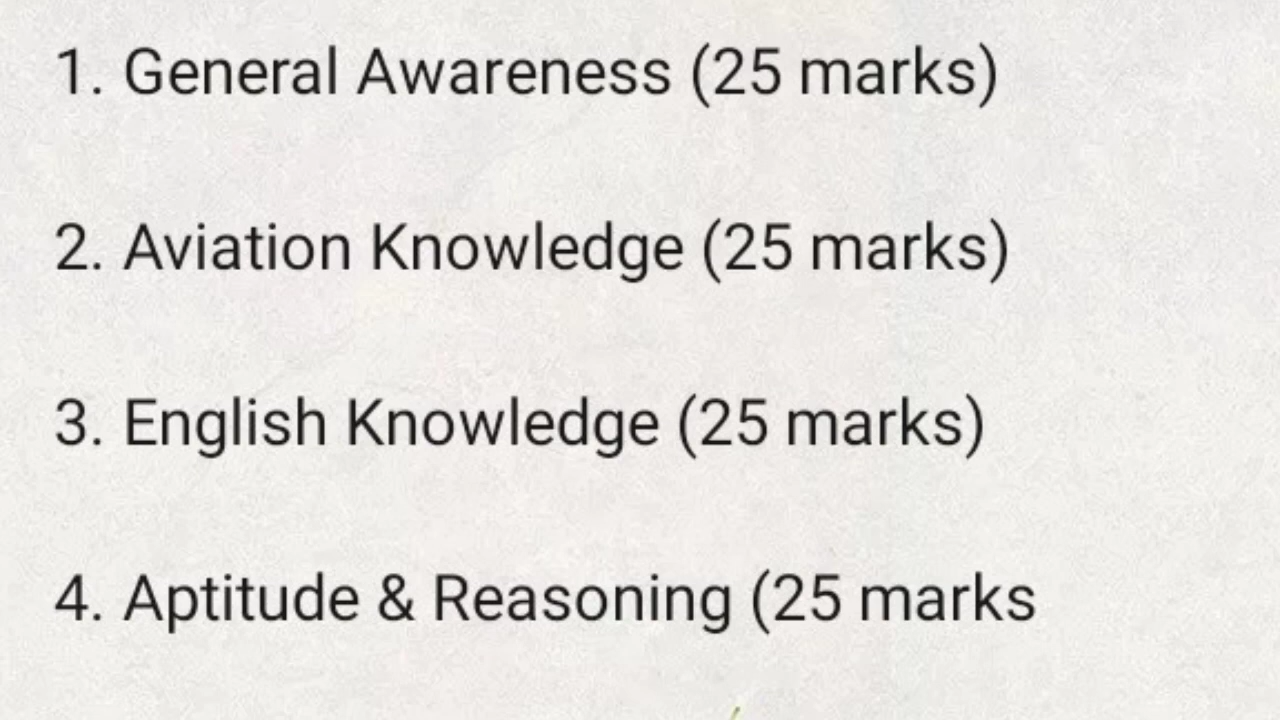 1. General Awareness (25 marks)
2. Aviation Knowledge (25 marks)
3. English Knowledge (25 marks)
4. Aptitude & Reasoning (25 marks